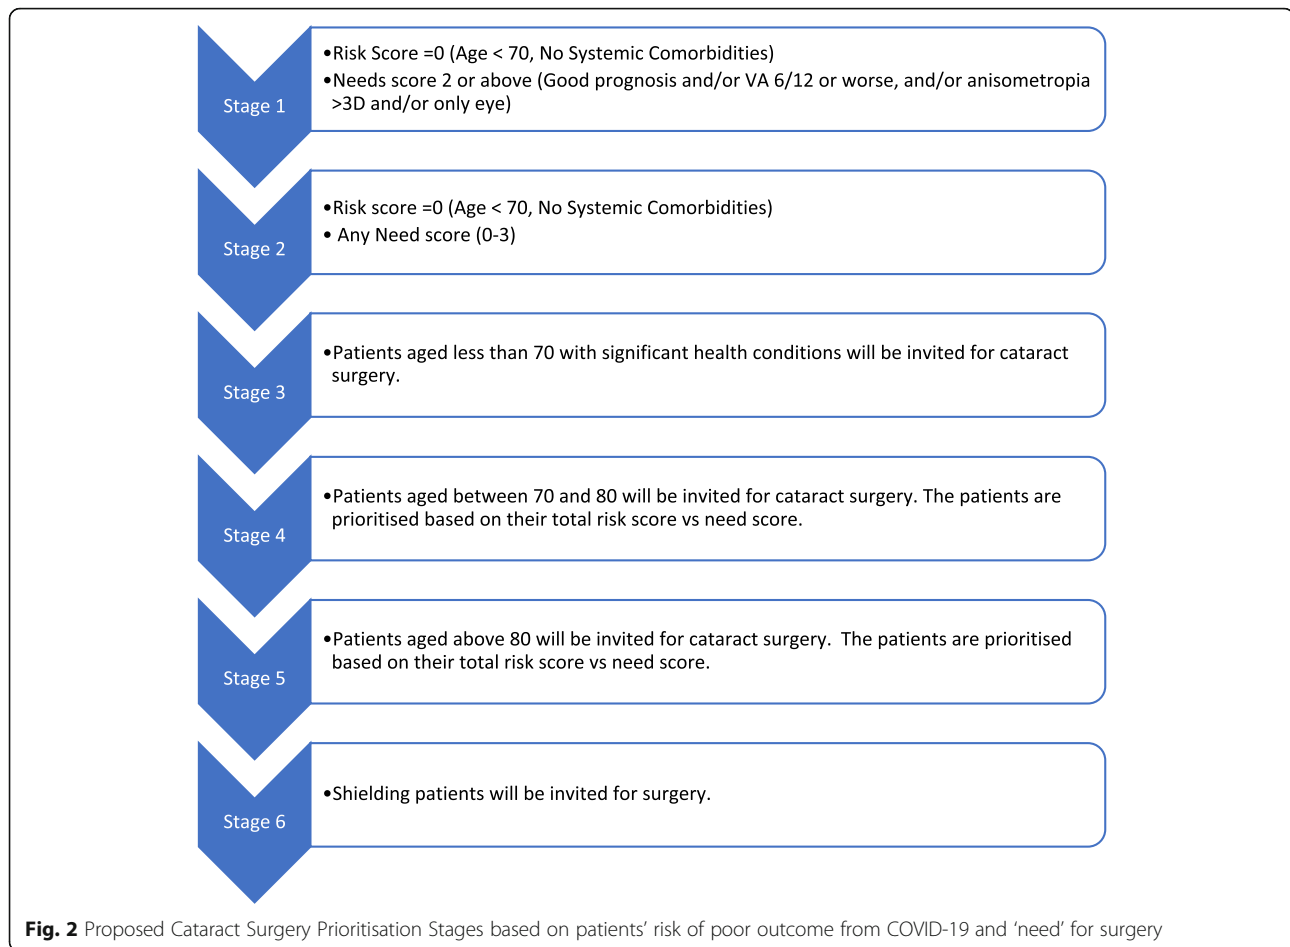 Stage 1
•Risk Score =0 (Age < 70, No Systemic Comorbidities)
•Needs score 2 or above (Good prognosis and/or VA 6/12 or worse, and/or anisometropia
>3D and/or only eye)
Stage 2
•Risk score =0 (Age < 70, No Systemic Comorbidities)
• Any Need score (0-3)
Stage 3
•Patients aged less than 70 with significant health conditions will be invited for cataract
surgery.
Stage 4
•Patients aged between 70 and 80 will be invited for cataract surgery. The patients are
prioritised based on their total risk score vs need score.
Stage 5
•Patients aged above 80 will be invited for cataract surgery.  The patients are prioritised
based on their total risk score vs need score.
Stage 6
•Shielding patients will be invited for surgery.
Fig. 2 Proposed Cataract Surgery Prioritisation Stages based on patients’ risk of poor outcome from COVID-19 and ‘need’ for surgery